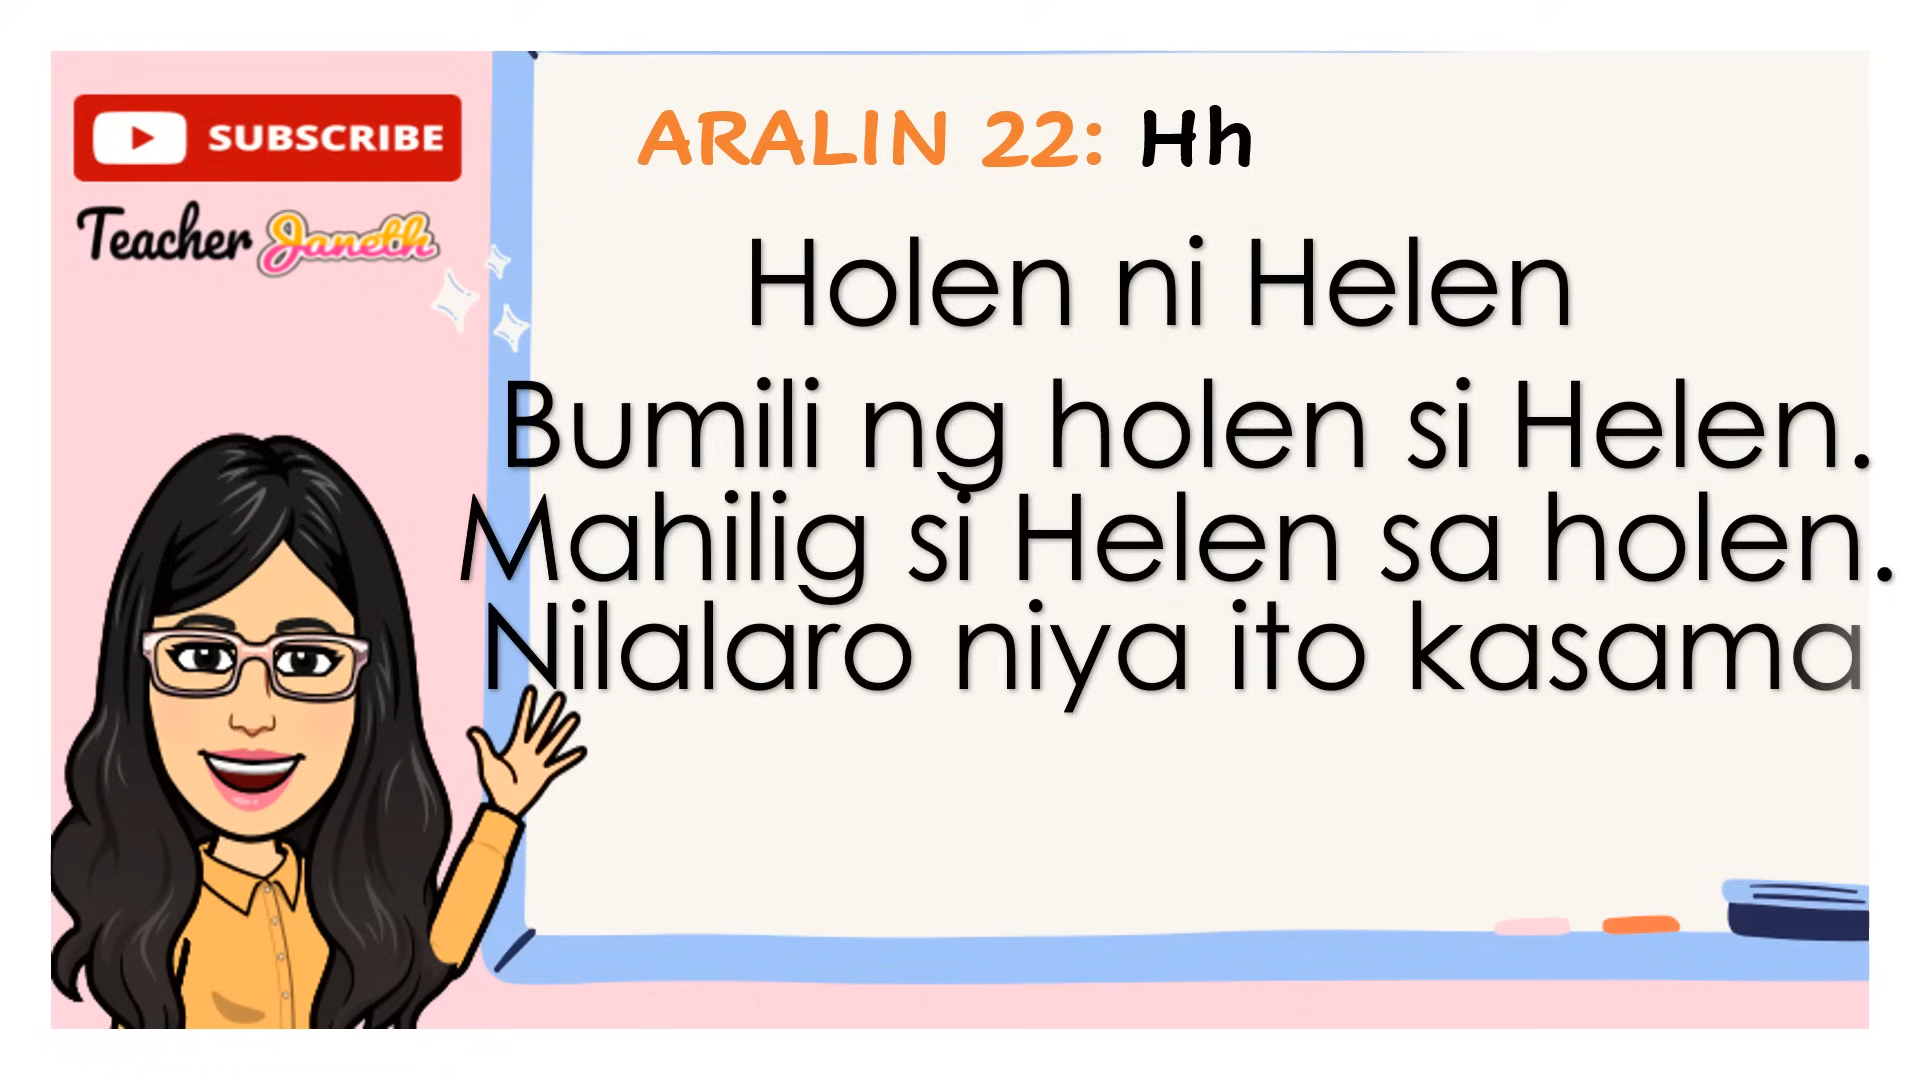 SUBSCRIBE
Teacher Janeth
ARALIN 22: Hh
Holen ni Helen
Bumili ng holen si Helen.
Mahilig si Helen sa holen.
Nilalaro niya ito kasama